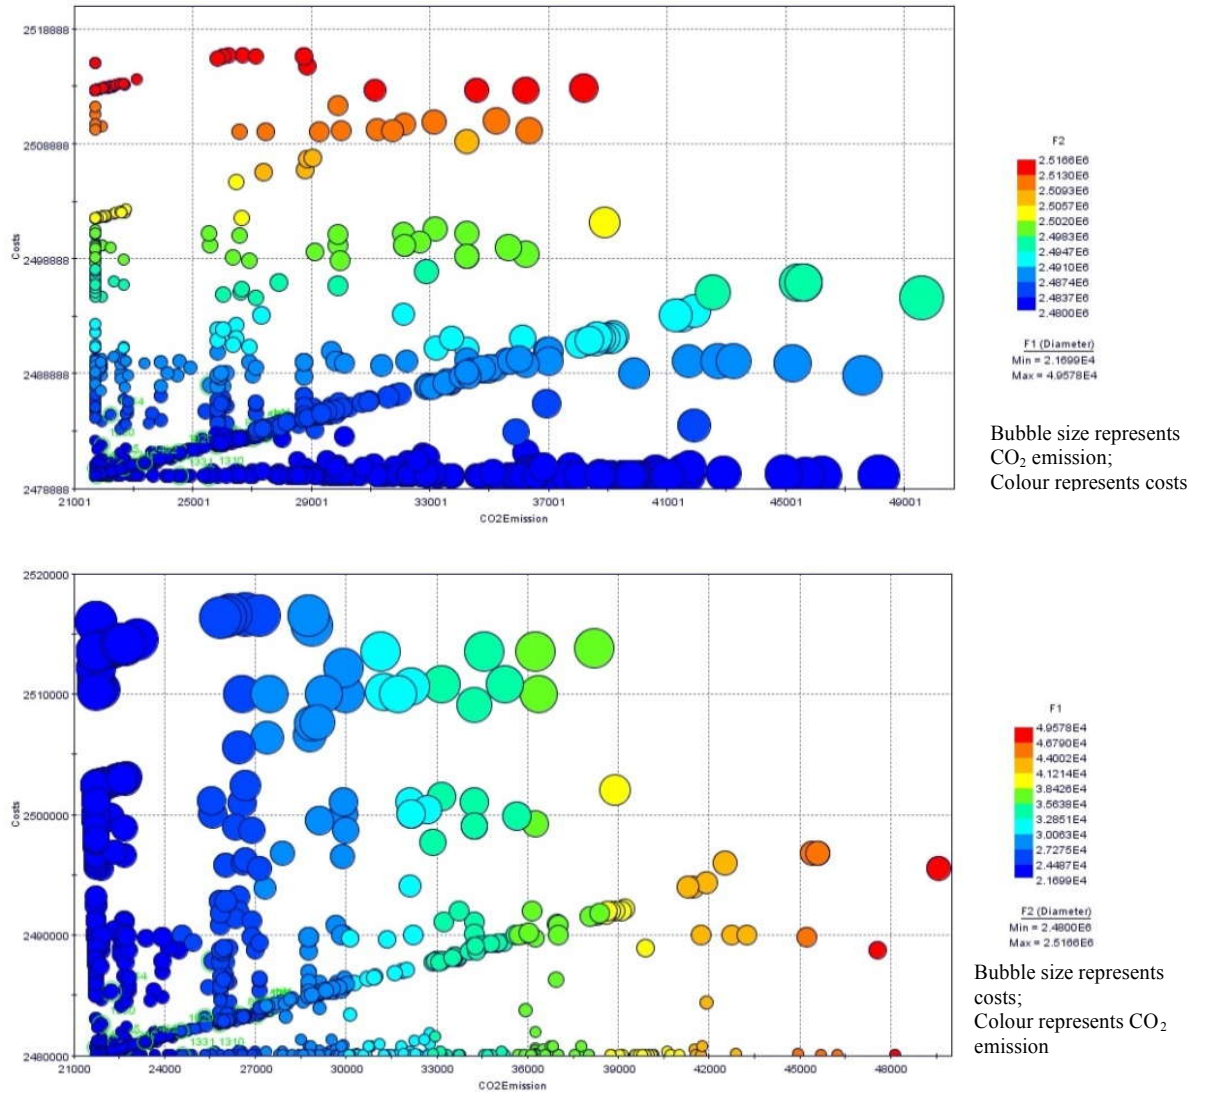 2518888
2508888
2498888
2488888
2478888
Costs
21001 25001 29001 33001 37001 41001 45001 49001
CO2Emission
1331 1310
F2
2.5166E6
2.5130E6
2.5093E6
2.5057E6
2.5020E6
2.4983E6
2.4947E6
2.4910E6
2.4874E6
2.4837E6
2.4800E6
F1 (Diameter)
Min = 2.1699E4
Max = 4.9578E4
Bubble size represents
CO2 emission;
Colour represents costs
2520000
2510000
2500000
2490000
2480000
Costs
21000 24000 27000 30000 33000 36000 39000 42000 45000 48000
CO2Emission
1331 1310
F1
4.9578E4
4.6790E4
4.4002E4
4.1214E4
3.8426E4
3.5638E4
3.2851E4
3.0063E4
2.7275E4
2.4487E4
2.1699E4
F2 (Diameter)
Min = 2.4800E6
Max = 2.5166E6
Bubble size represents
costs;
Colour represents CO2
emission